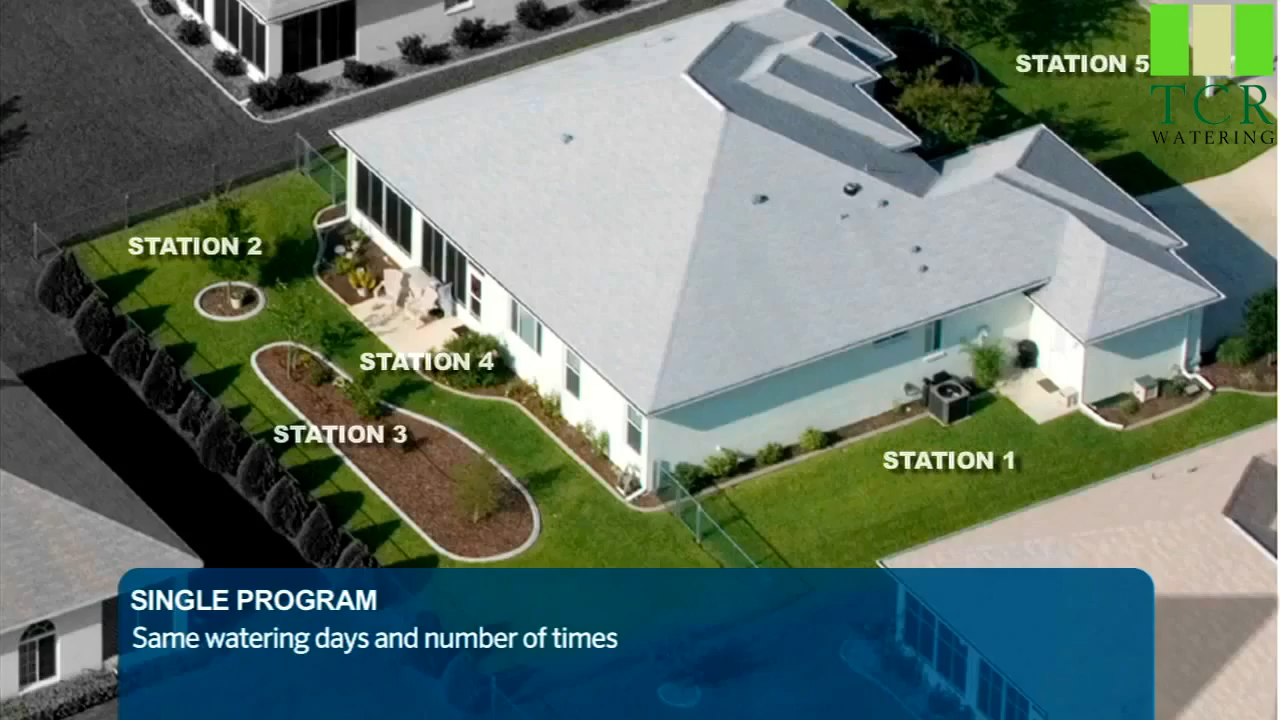 STATION 5
TCR
WATERING
STATION 2
STATION 4
STATION 3
STATION 1
SINGLE PROGRAM
Same watering days and number of times